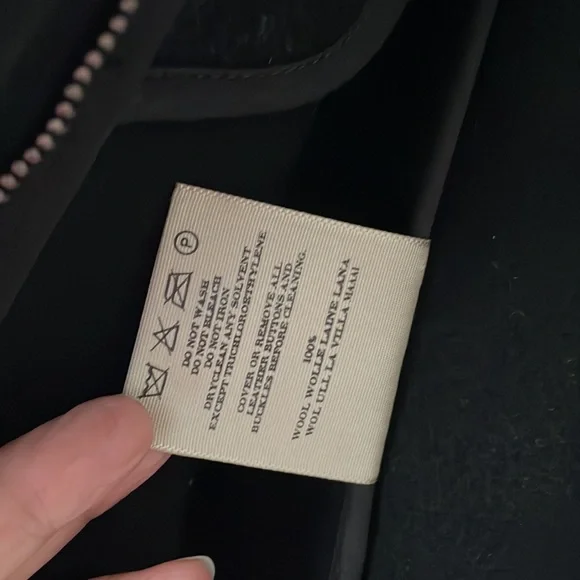 P
DO NOT WASH
DO NOT BLEACH
DO NOT IRON
DRYCLEAN ANY SOLVENT
EXCEPT TRICHLOROETHYLENE
COVER OR REMOVE ALL
LEATHER BUTTONS AND
BUCKLES BEFORE CLEANING.
100%
WOOL WOLLE LAINE LANA
WOL ULL LA VILLA МАААІ